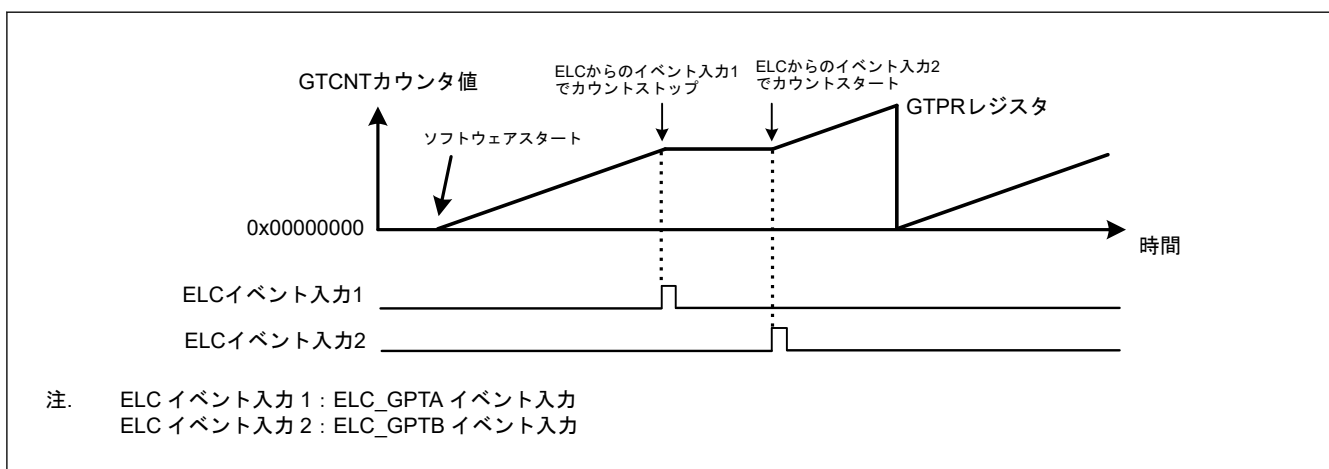 GTCNTカウンタ値
ELCからのイベント入力1
でカウントストップ
ELCからのイベント入力2
でカウントスタート
GTPRレジスタ
ソフトウェアスタート
0x00000000
時間
ELCイベント入力1
ELCイベント入力2
注. ELC イベント入力 1 : ELC_GPTA イベント入力
ELC イベント入力 2 : ELC_GPTB イベント入力